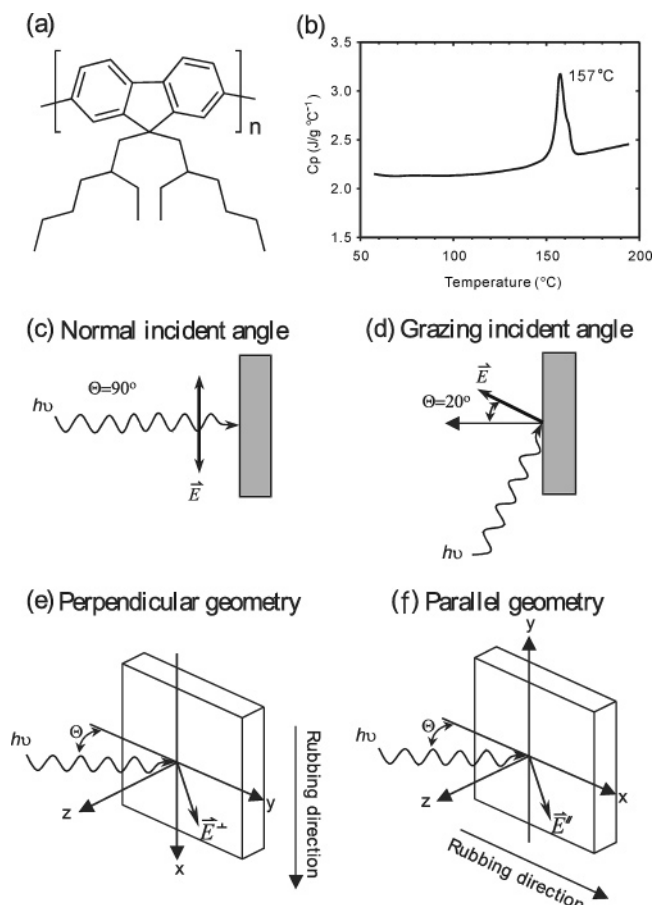 (a)
n
(b)
3.5
3.0
2.5
2.0
1.5
Cp (J/g °C⁻¹)
157°C
50
100
150
200
Temperature (°C)
(c) Normal incident angle
Θ=90°
hυ
E
(d) Grazing incident angle
E
Θ=20°
hυ
(e) Perpendicular geometry
Θ
hυ
z
y
x
E⊥
Rubbing direction
(f) Parallel geometry
y
Θ
hυ
z
x
E//
Rubbing direction